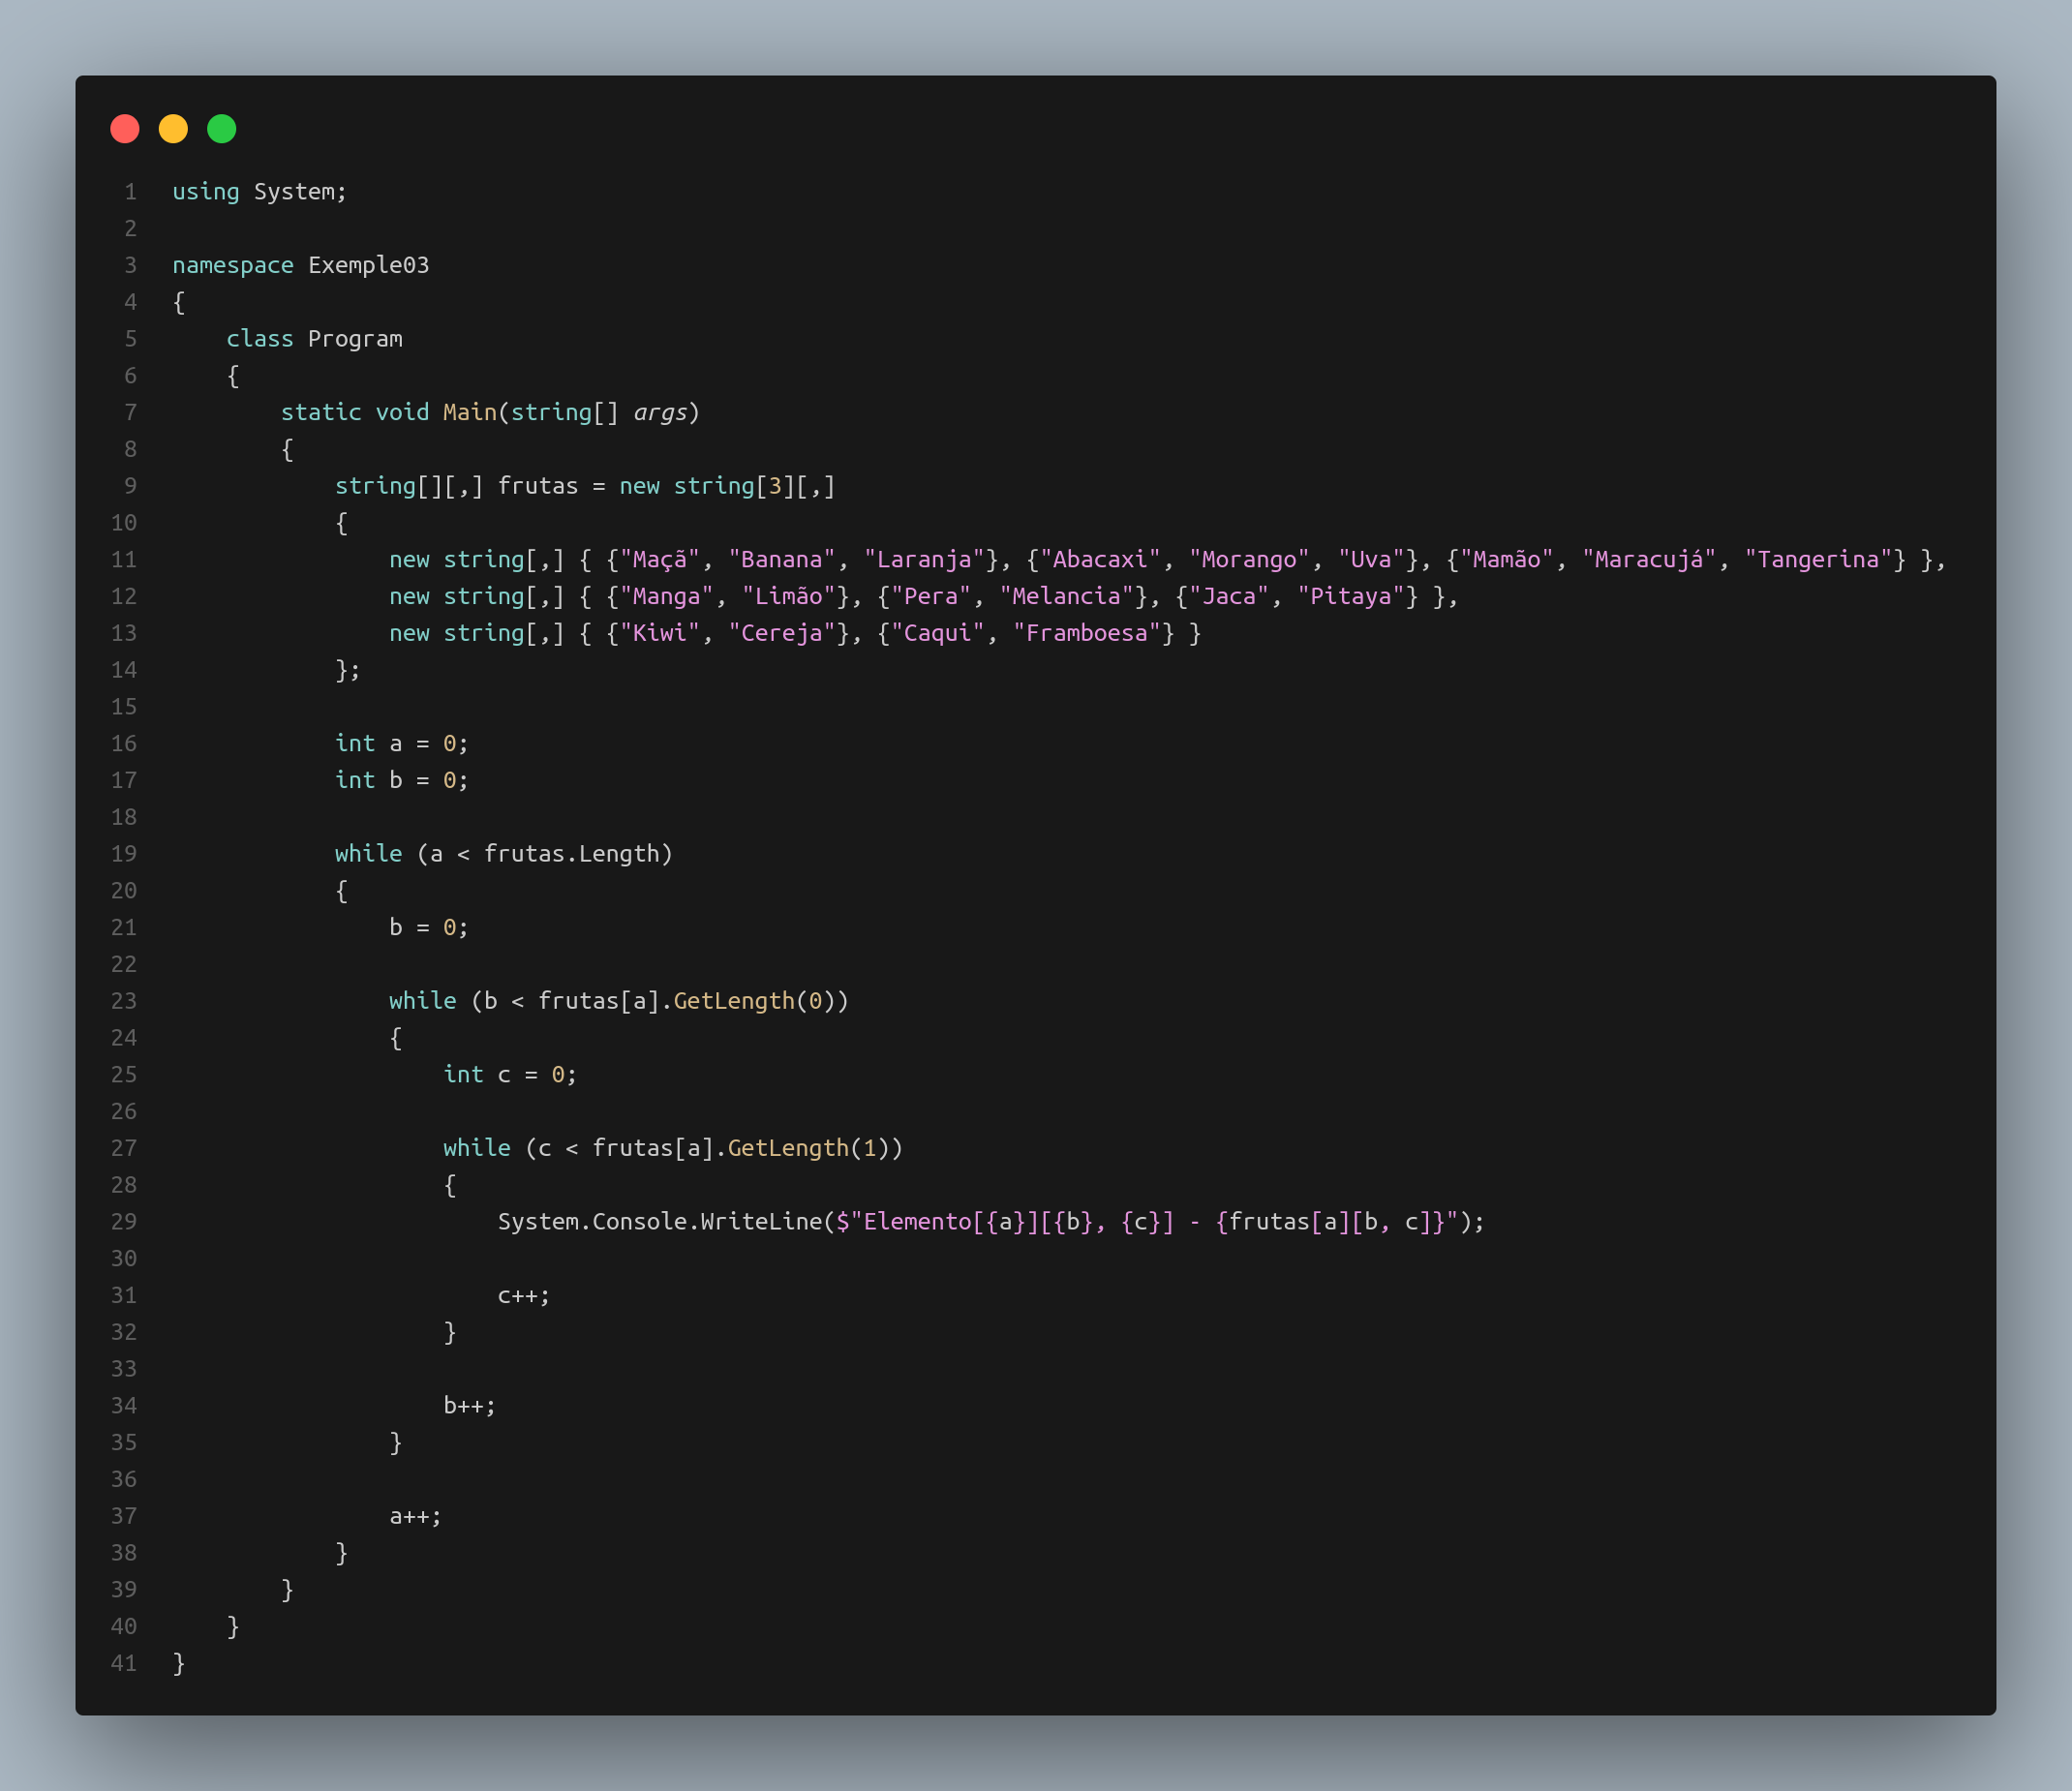 1 using System;
2
3 namespace Exemple03
4 {
5     class Program
6     {
7         static void Main(string[] args)
8         {
9             string[][,] frutas = new string[3][,]
10             {
11                 new string[,] { {"Maçã", "Banana", "Laranja"}, {"Abacaxi", "Morango", "Uva"}, {"Mamão", "Maracujá", "Tangerina"} },
12                 new string[,] { {"Manga", "Limão"}, {"Pera", "Melancia"}, {"Jaca", "Pitaya"} },
13                 new string[,] { {"Kiwi", "Cereja"}, {"Caqui", "Framboesa"} }
14             };
15
16             int a = 0;
17             int b = 0;
18
19             while (a < frutas.Length)
20             {
21                 b = 0;
22
23                 while (b < frutas[a].GetLength(0))
24                 {
25                     int c = 0;
26
27                     while (c < frutas[a].GetLength(1))
28                     {
29                         System.Console.WriteLine($"Elemento[{a}][{b}, {c}] - {frutas[a][b, c]}");
30
31                         c++;
32                     }
33
34                     b++;
35                 }
36
37                 a++;
38             }
39         }
40     }
41 }